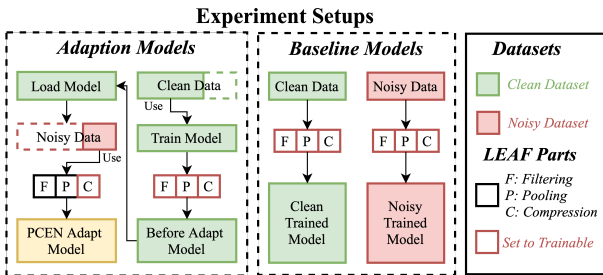 Experiment Setups
Adaption Models
Load Model
Clean Data
Use
Noisy Data
Use
Train Model
F P C
F P C
PCEN Adapt
Model
Before Adapt
Model
Baseline Models
Clean Data
Noisy Data
F P C
F P C
Clean
Trained
Model
Noisy
Trained
Model
Datasets
Clean Dataset
Noisy Dataset
LEAF Parts
F: Filtering
P: Pooling
C: Compression
Set to Trainable